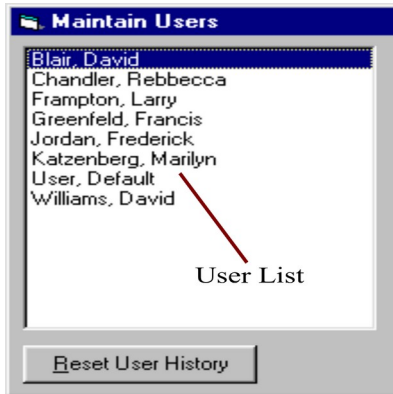 Maintain Users
Blair, David
Chandler, Rebbecca
Frampton, Larry
Greenfeld, Francis
Jordan, Frederick
Katzenberg, Marilyn
User, Default
Williams, David
User List
Reset User History